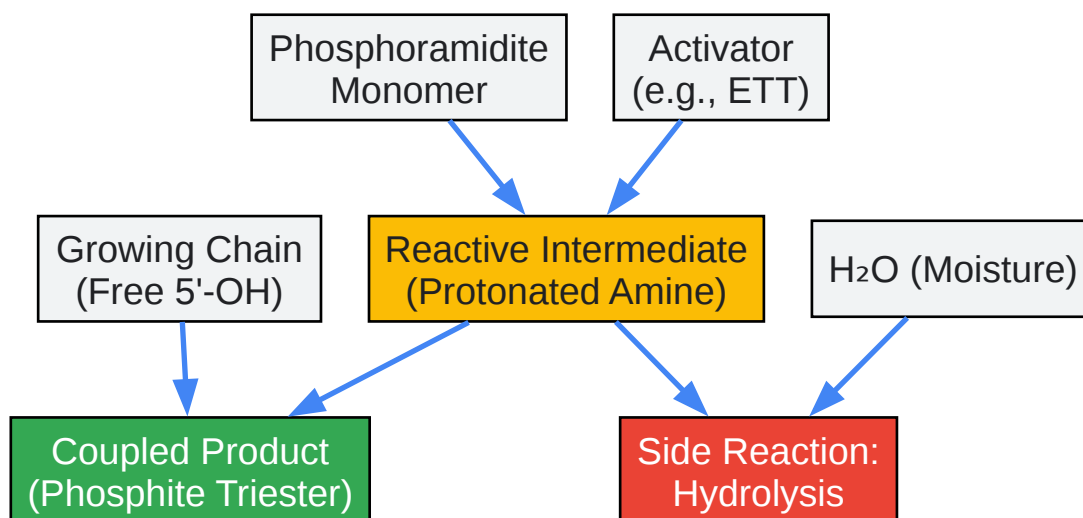 Phosphoramidite
Monomer
Activator
(e.g., ETT)
Growing Chain
(Free 5'-OH)
Reactive Intermediate
(Protonated Amine)
H₂O (Moisture)
Coupled Product
(Phosphite Triester)
Side Reaction:
Hydrolysis